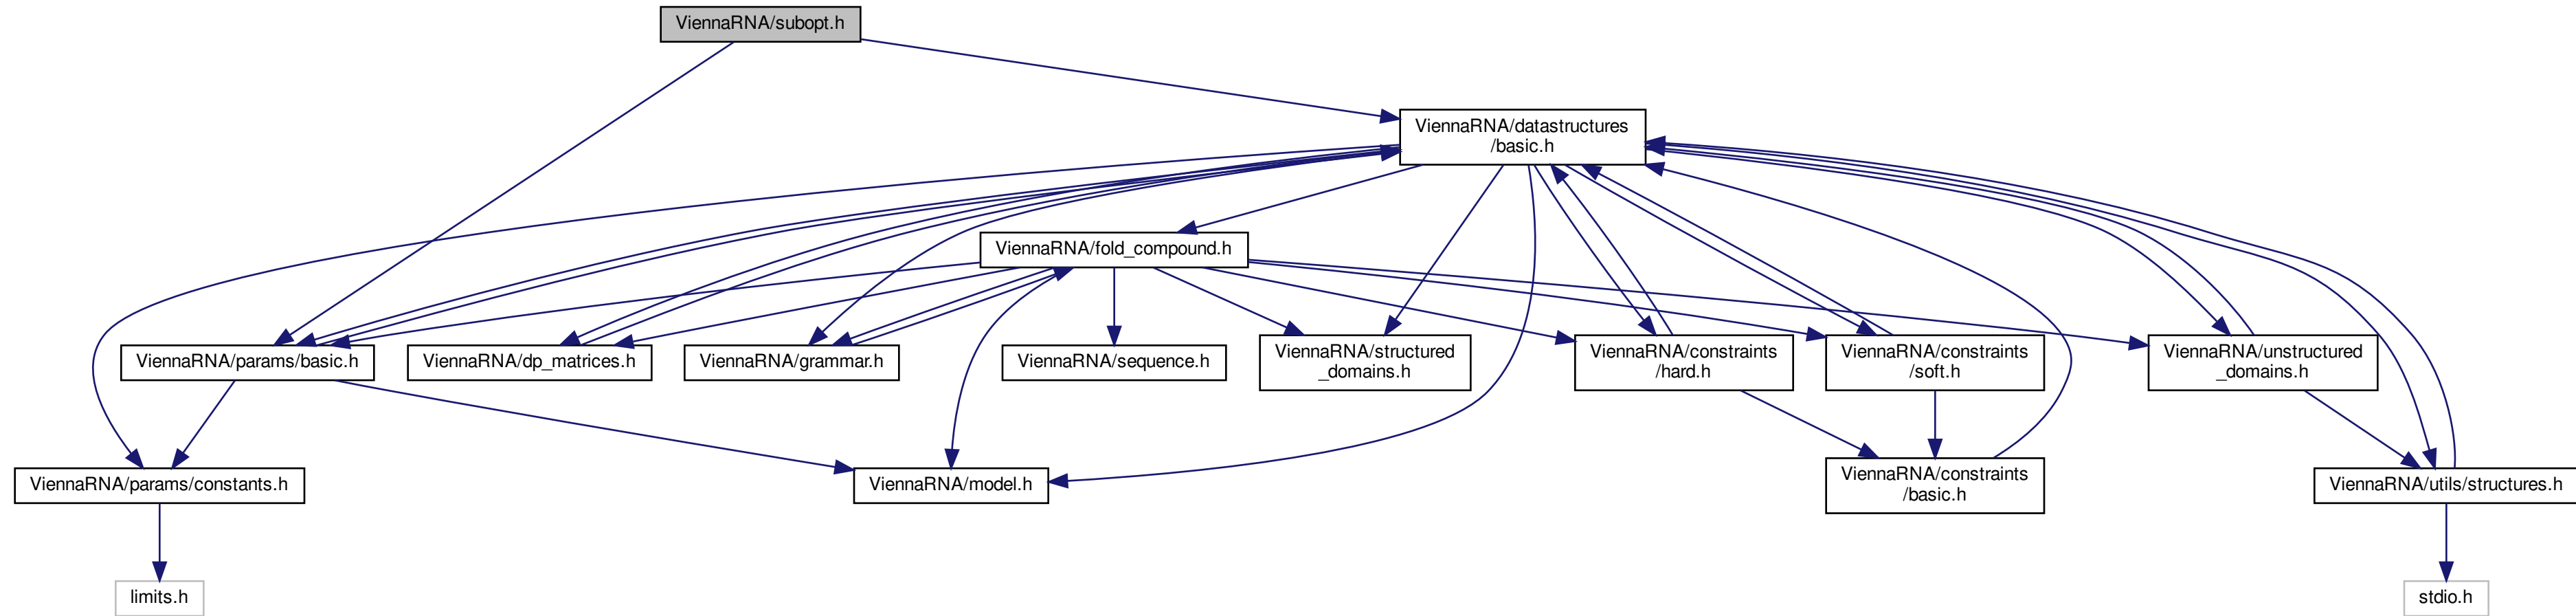 ViennaRNA/subopt.h
ViennaRNA/datastructures
/basic.h
ViennaRNA/fold_compound.h
ViennaRNA/params/basic.h
ViennaRNA/dp_matrices.h
ViennaRNA/grammar.h
ViennaRNA/sequence.h
ViennaRNA/structured
_domains.h
ViennaRNA/constraints
/hard.h
ViennaRNA/constraints
/soft.h
ViennaRNA/unstructured
_domains.h
ViennaRNA/params/constants.h
ViennaRNA/model.h
ViennaRNA/constraints
/basic.h
ViennaRNA/utils/structures.h
limits.h
stdio.h